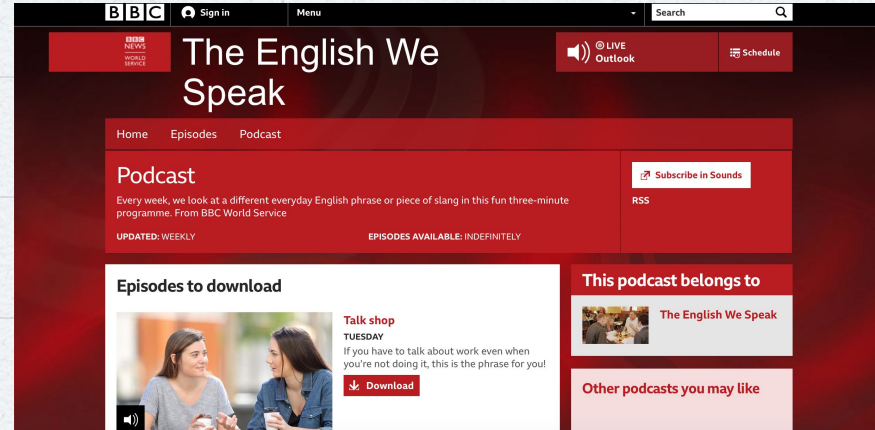 BBC
Sign in
Menu
Search
BBC
NEWS
WORLD
SERVICE
The English We
Speak
LIVE
Outlook
Schedule
Home
Episodes
Podcast
Podcast
Every week, we look at a different everyday English phrase or piece of slang in this fun three-minute
programme. From BBC World Service
UPDATED: WEEKLY
EPISODES AVAILABLE: INDEFINITELY
Subscribe in Sounds
RSS
Episodes to download
Talk shop
TUESDAY
If you have to talk about work even when
you're not doing it, this is the phrase for you!
Download
This podcast belongs to
The English We Speak
Other podcasts you may like